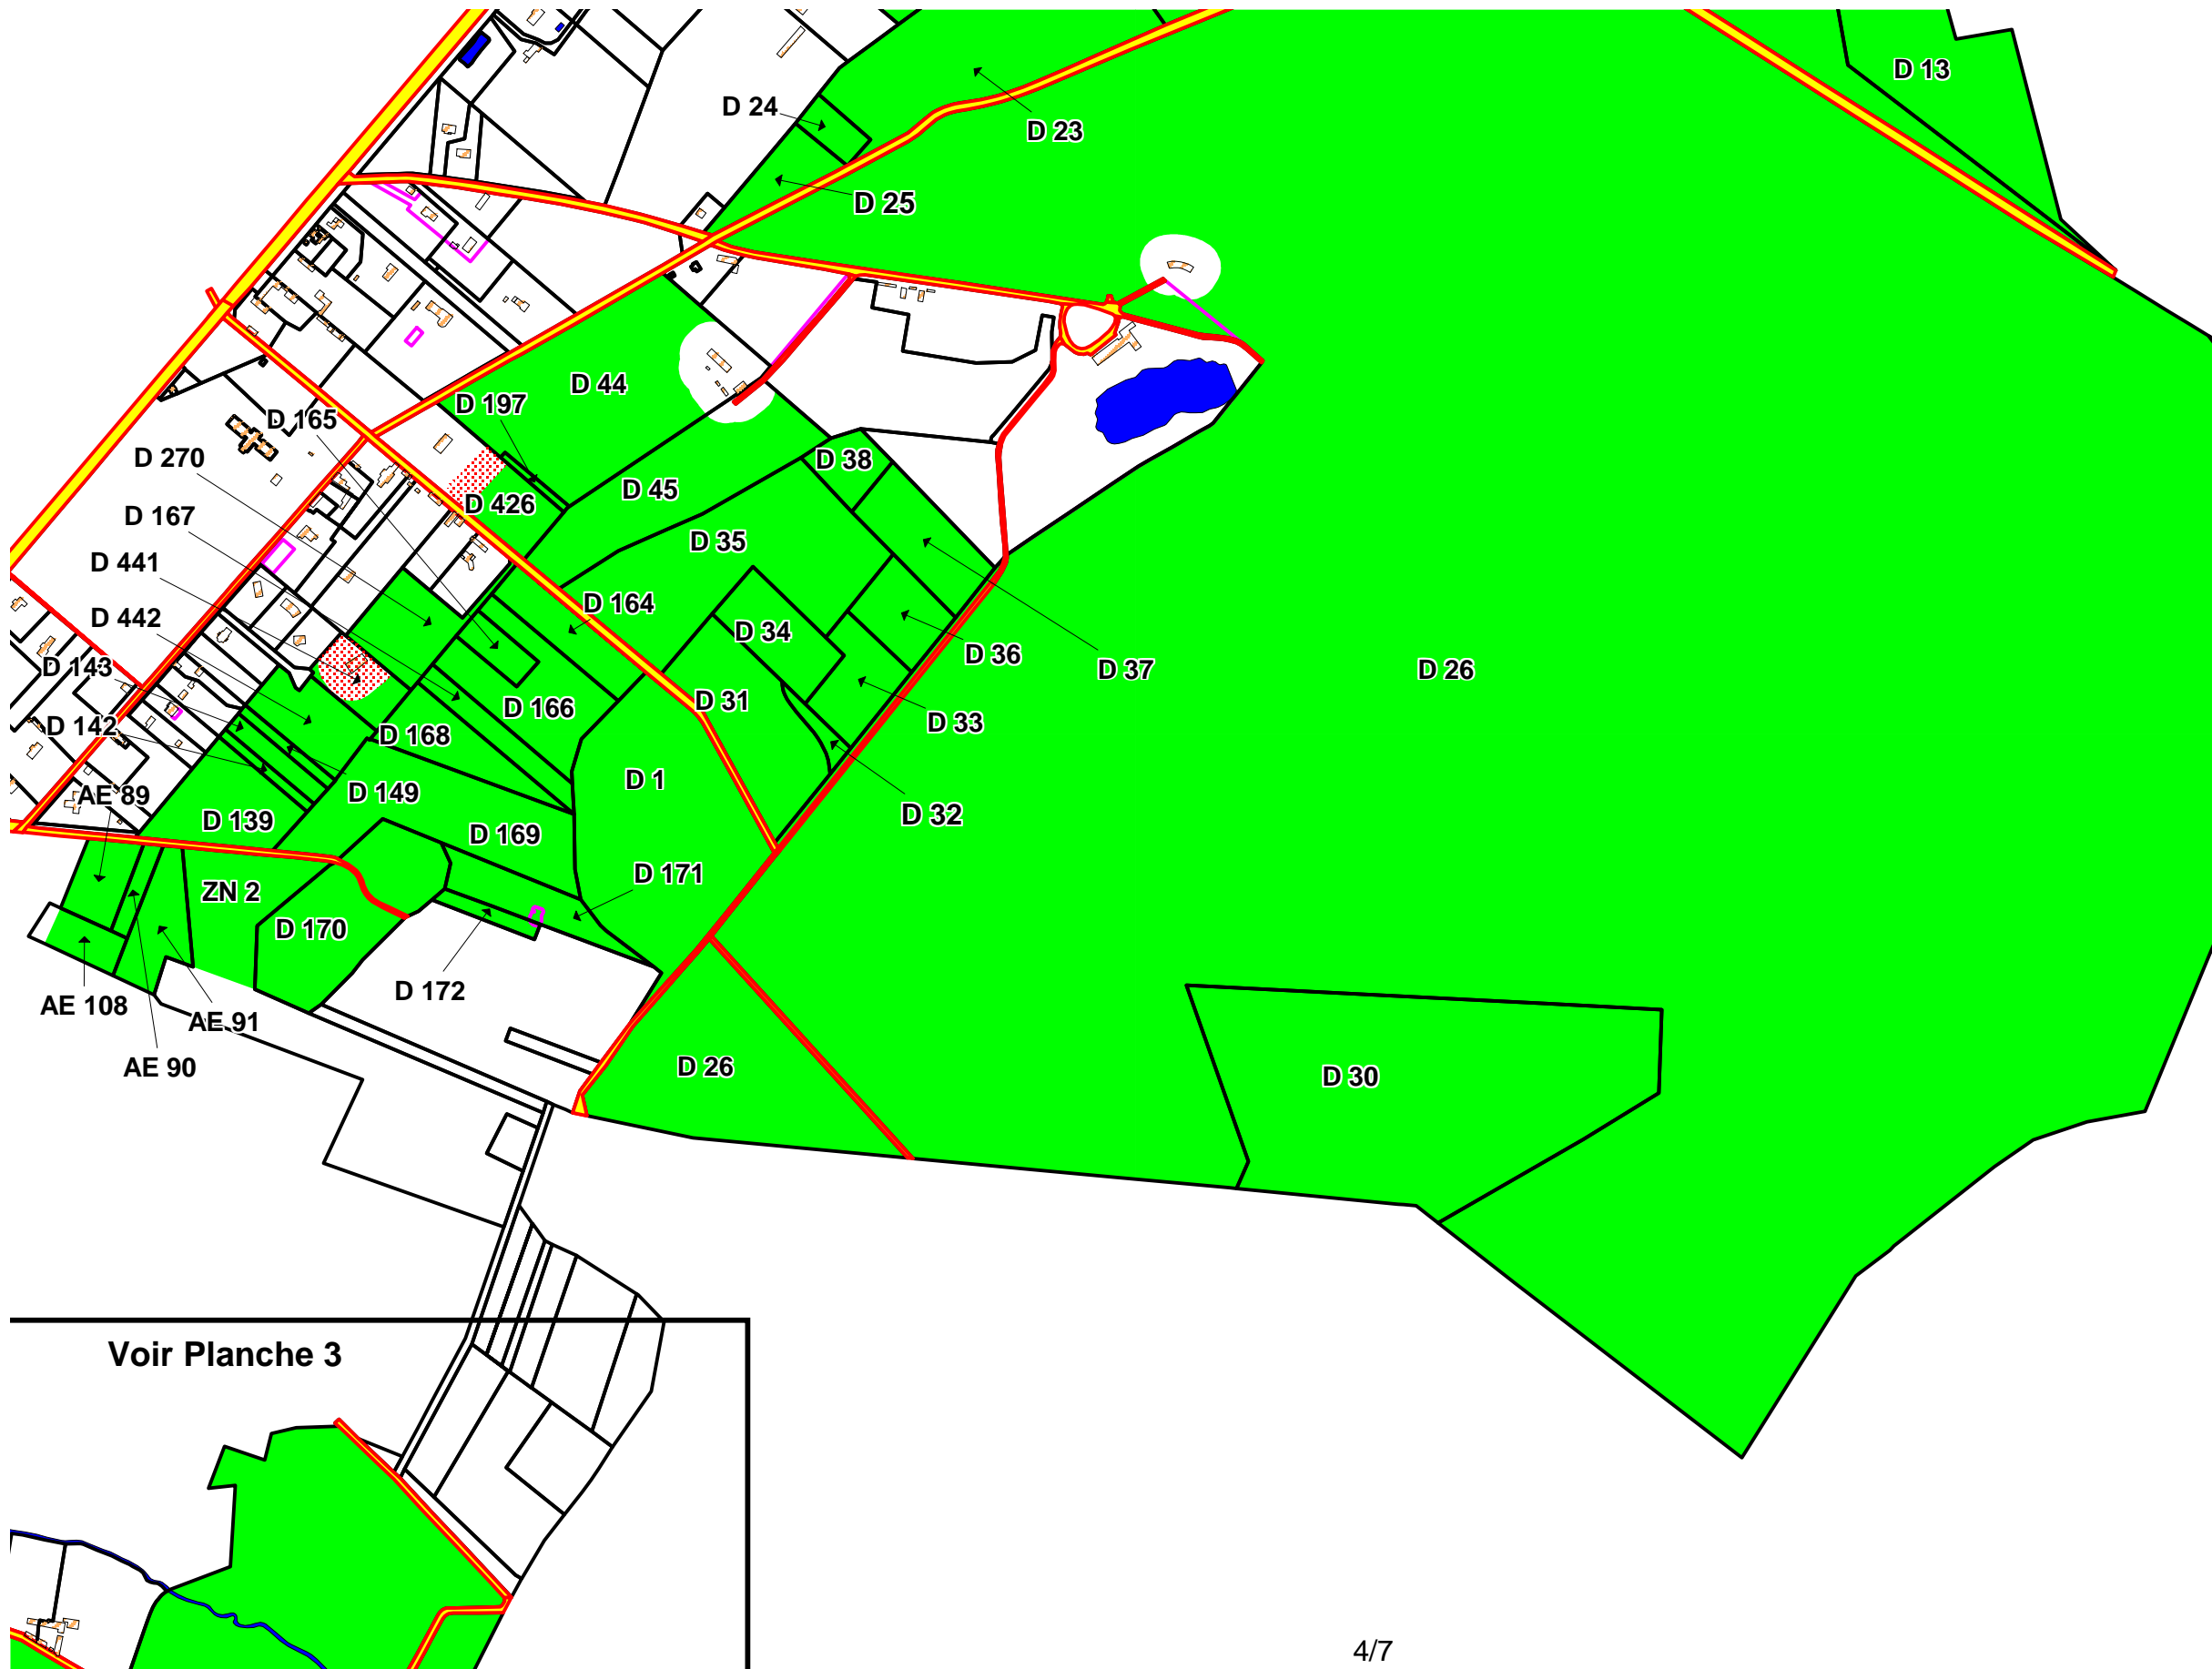 D 13
D 24
D 23
D 25
D 44
D 197
D 165
D 270
D 38
D 45
D 426
D 167
D 35
D 441
D 164
D 442
D 34
D 36
D 37
D 26
D 143
D 31
D 166
D 33
D 142
D 168
D 1
D 149
AE 89
D 32
D 139
D 169
D 171
ZN 2
D 170
D 172
AE 108
AE 91
AE 90
D 26
D 30
Voir Planche 3
4/7